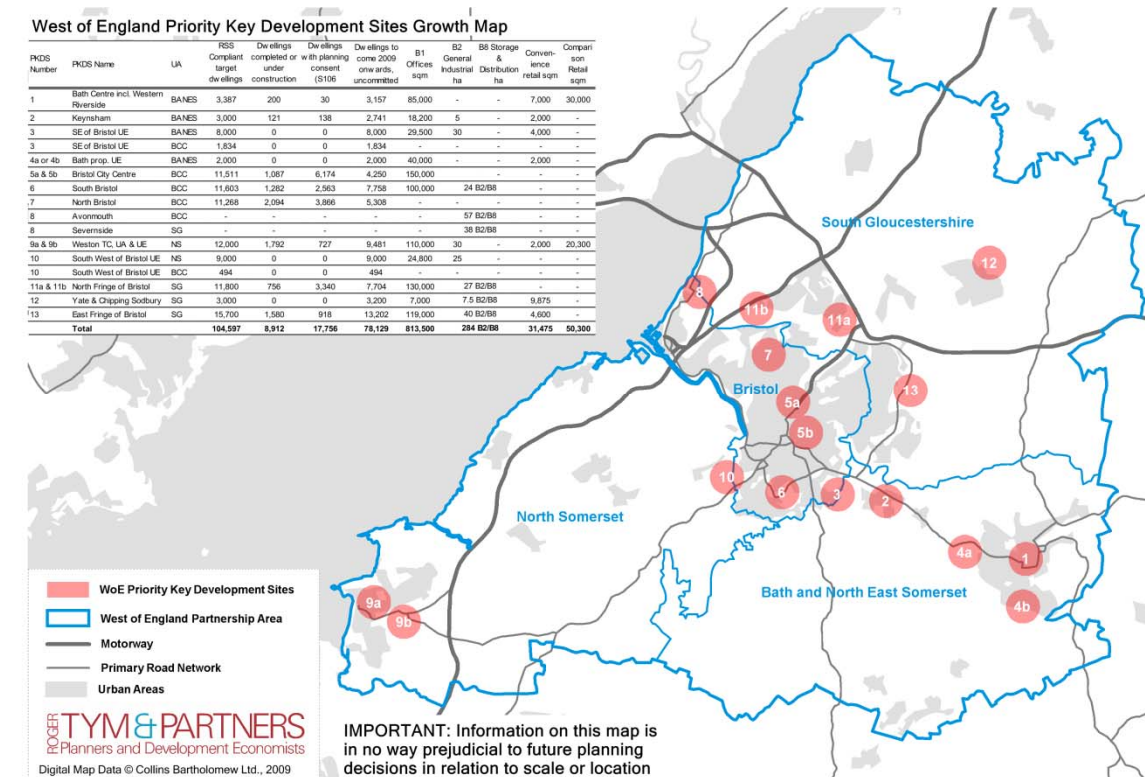 West of England Priority Key Development Sites Growth Map
PKDS Number PKDS Name UA RSS Compliant target dwellings Dwellings completed or under construction Dwellings with planning consent (S106 Dwellings to come 2009 onwards, uncommitted B1 Offices sqm B2 General Industrial ha B8 Storage & Distribution ha Conven-ience retail sqm Compari son Retail sqm
1 Bath Centre incl. Western Riverside BANES 3,387 200 30 3,157 85,000 - - 7,000 30,000
2 Keynsham BANES 3,000 121 138 2,741 18,200 5 - 2,000 -
3 SE of Bristol UE BANES 8,000 0 0 8,000 29,500 30 - 4,000 -
3 SE of Bristol UE BCC 1,834 0 0 1,834 - - - - -
4a or 4b Bath prop. UE BANES 2,000 0 0 2,000 40,000 - 2,000 -
5a & 5b Bristol City Centre BCC 11,511 1,087 6,174 4,250 150,000 - - -
6 South Bristol BCC 11,603 1,282 2,563 7,758 100,000 24 B2/B8 - -
7 North Bristol BCC 11,268 2,094 3,866 5,308 - - - - -
8 Avonmouth BCC - - - - - 57 B2/B8 - -
8 Severnside SG - - - - - 38 B2/B8 - -
9a & 9b Weston TC, UA & UE NS 12,000 1,792 727 9,481 110,000 30 - 2,000 20,300
10 South West of Bristol UE NS 9,000 0 0 9,000 24,800 25 - -
10 South West of Bristol UE BCC 494 0 0 494 - - - - -
11a & 11b North Fringe of Bristol SG 11,800 756 3,340 7,704 130,000 27 B2/B8 - -
12 Yate & Chipping Sodbury SG 3,000 0 0 3,200 7,000 7.5 B2/B8 9,875 -
13 East Fringe of Bristol SG 15,700 1,580 918 13,202 119,000 40 B2/B8 4,600 -
Total 104,597 8,912 17,756 78,129 813,500 284 B2/B8 31,475 50,300
South Gloucestershire
12
8
11b
11a
7
Bristol
13
5a
5b
10
6
3
2
North Somerset
4a
1
Bath and North East Somerset
4b
9a
9b
WoE Priority Key Development Sites
West of England Partnership Area
Motorway
Primary Road Network
Urban Areas
ROGER TYM & PARTNERS
Planners and Development Economists
Digital Map Data © Collins Bartholomew Ltd., 2009
IMPORTANT: Information on this map is
in no way prejudicial to future planning
decisions in relation to scale or location